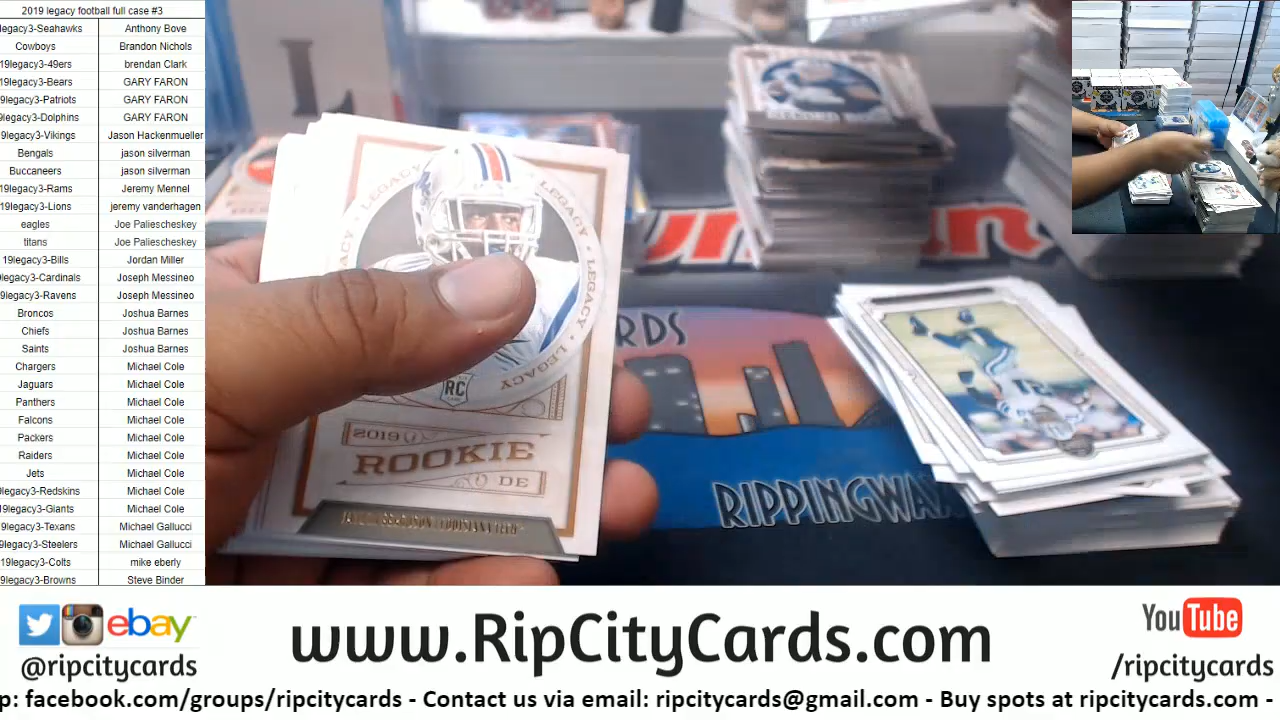 2019 legacy football full case #3
legacy3-Seahawks Anthony Bove
Cowboys Brandon Nichols
19legacy3-49ers brendan Clark
19legacy3-Bears GARY FARON
9legacy3-Patriots GARY FARON
9legacy3-Dolphins GARY FARON
9legacy3-Vikings Jason Hackenmueller
Bengals jason silverman
Buccaneers jason silverman
19legacy3-Rams Jeremy Mennel
19legacy3-Lions jeremy vanderhagen
eagles Joe Paliescheskey
titans Joe Paliescheskey
19legacy3-Bills Jordan Miller
legacy3-Cardinals Joseph Messineo
9legacy3-Ravens Joseph Messineo
Broncos Joshua Barnes
Chiefs Joshua Barnes
Saints Joshua Barnes
Chargers Michael Cole
Jaguars Michael Cole
Panthers Michael Cole
Falcons Michael Cole
Packers Michael Cole
Raiders Michael Cole
Jets Michael Cole
legacy3-Redskins Michael Cole
9legacy3-Giants Michael Cole
9legacy3-Texans Michael Gallucci
legacy3-Steelers Michael Gallucci
19legacy3-Colts mike eberly
9legacy3-Browns Steve Binder
LEGACY LEGACY LEGACY LEGACY
RC
2019
ROOKIE
DE
RDS
RIPPINGWAX
ebay
@ripcitycards
www.RipCityCards.com
YouTube
/ripcitycards
p: facebook.com/groups/ripcitycards - Contact us via email: ripcitycards@gmail.com - Buy spots at ripcitycards.com -